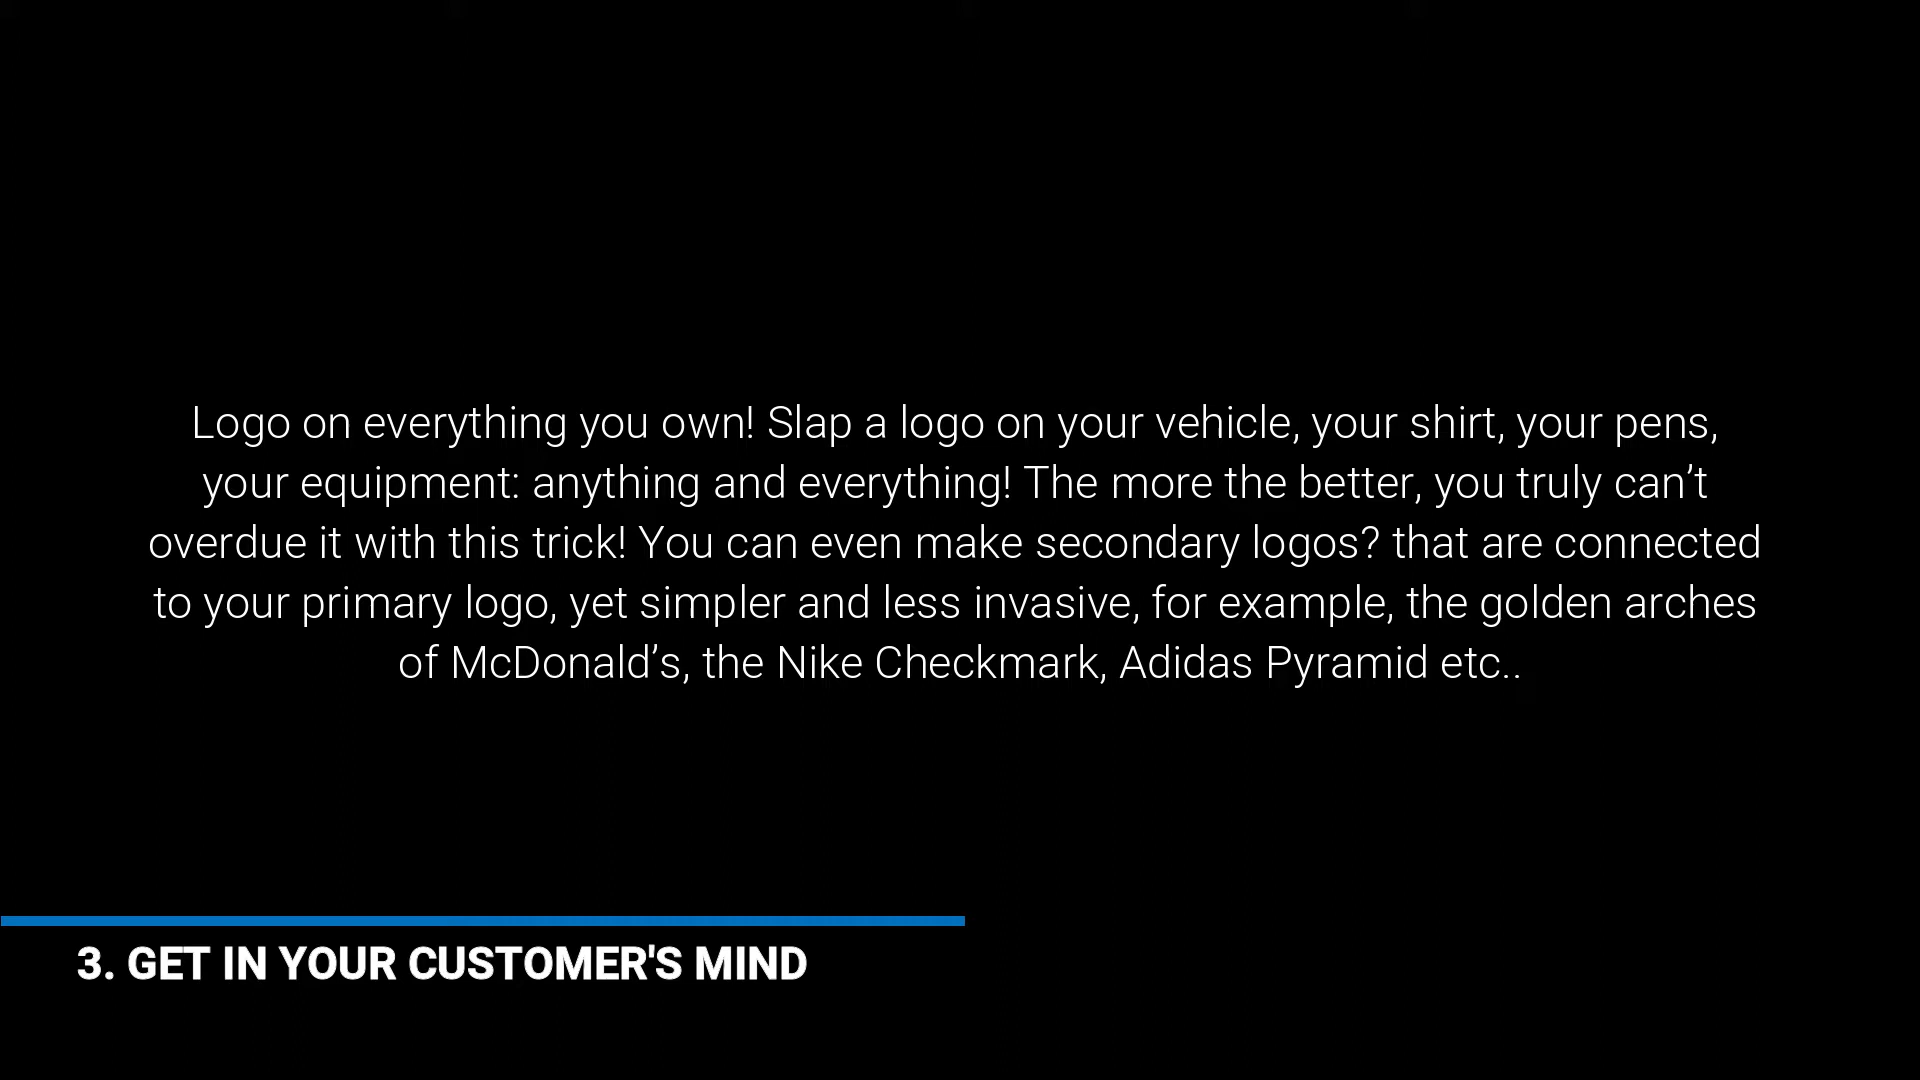 Logo on everything you own! Slap a logo on your vehicle, your shirt, your pens,
your equipment: anything and everything! The more the better, you truly can’t
overdue it with this trick! You can even make secondary logos? that are connected
to your primary logo, yet simpler and less invasive, for example, the golden arches
of McDonald’s, the Nike Checkmark, Adidas Pyramid etc..
3. GET IN YOUR CUSTOMER'S MIND